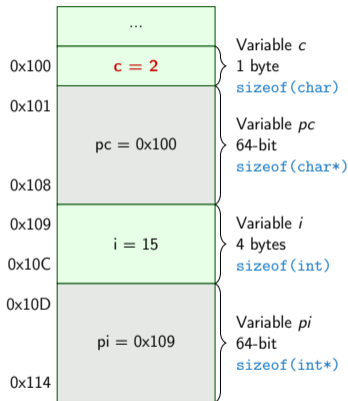 ...
0x100
c = 2
Variable c
1 byte
sizeof(char)
0x101
pc = 0x100
0x108
Variable pc
64-bit
sizeof(char*)
0x109
i = 15
0x10C
Variable i
4 bytes
sizeof(int)
0x10D
pi = 0x109
0x114
Variable pi
64-bit
sizeof(int*)